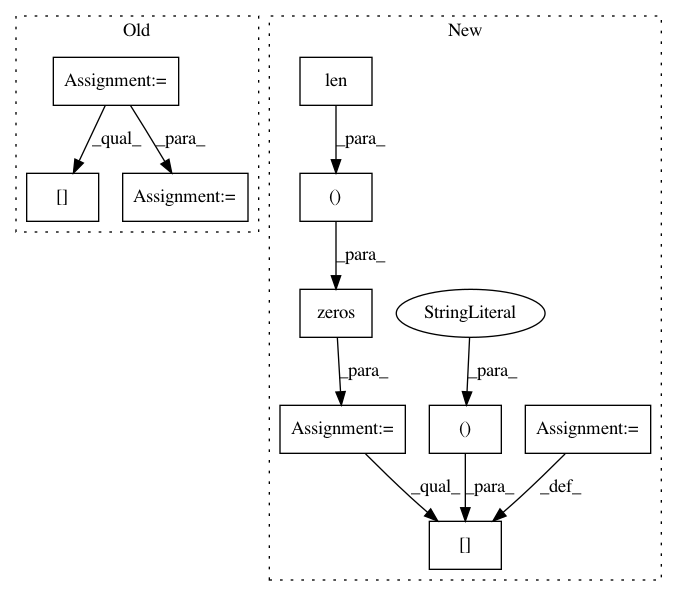 Old
New
Assignment:=
len
_qual_
_para_
_para_
[]
Assignment:=
()
_para_
zeros
StringLiteral
_para_
_para_
Assignment:=
()
Assignment:=
_qual_
_para_
_def_
[]